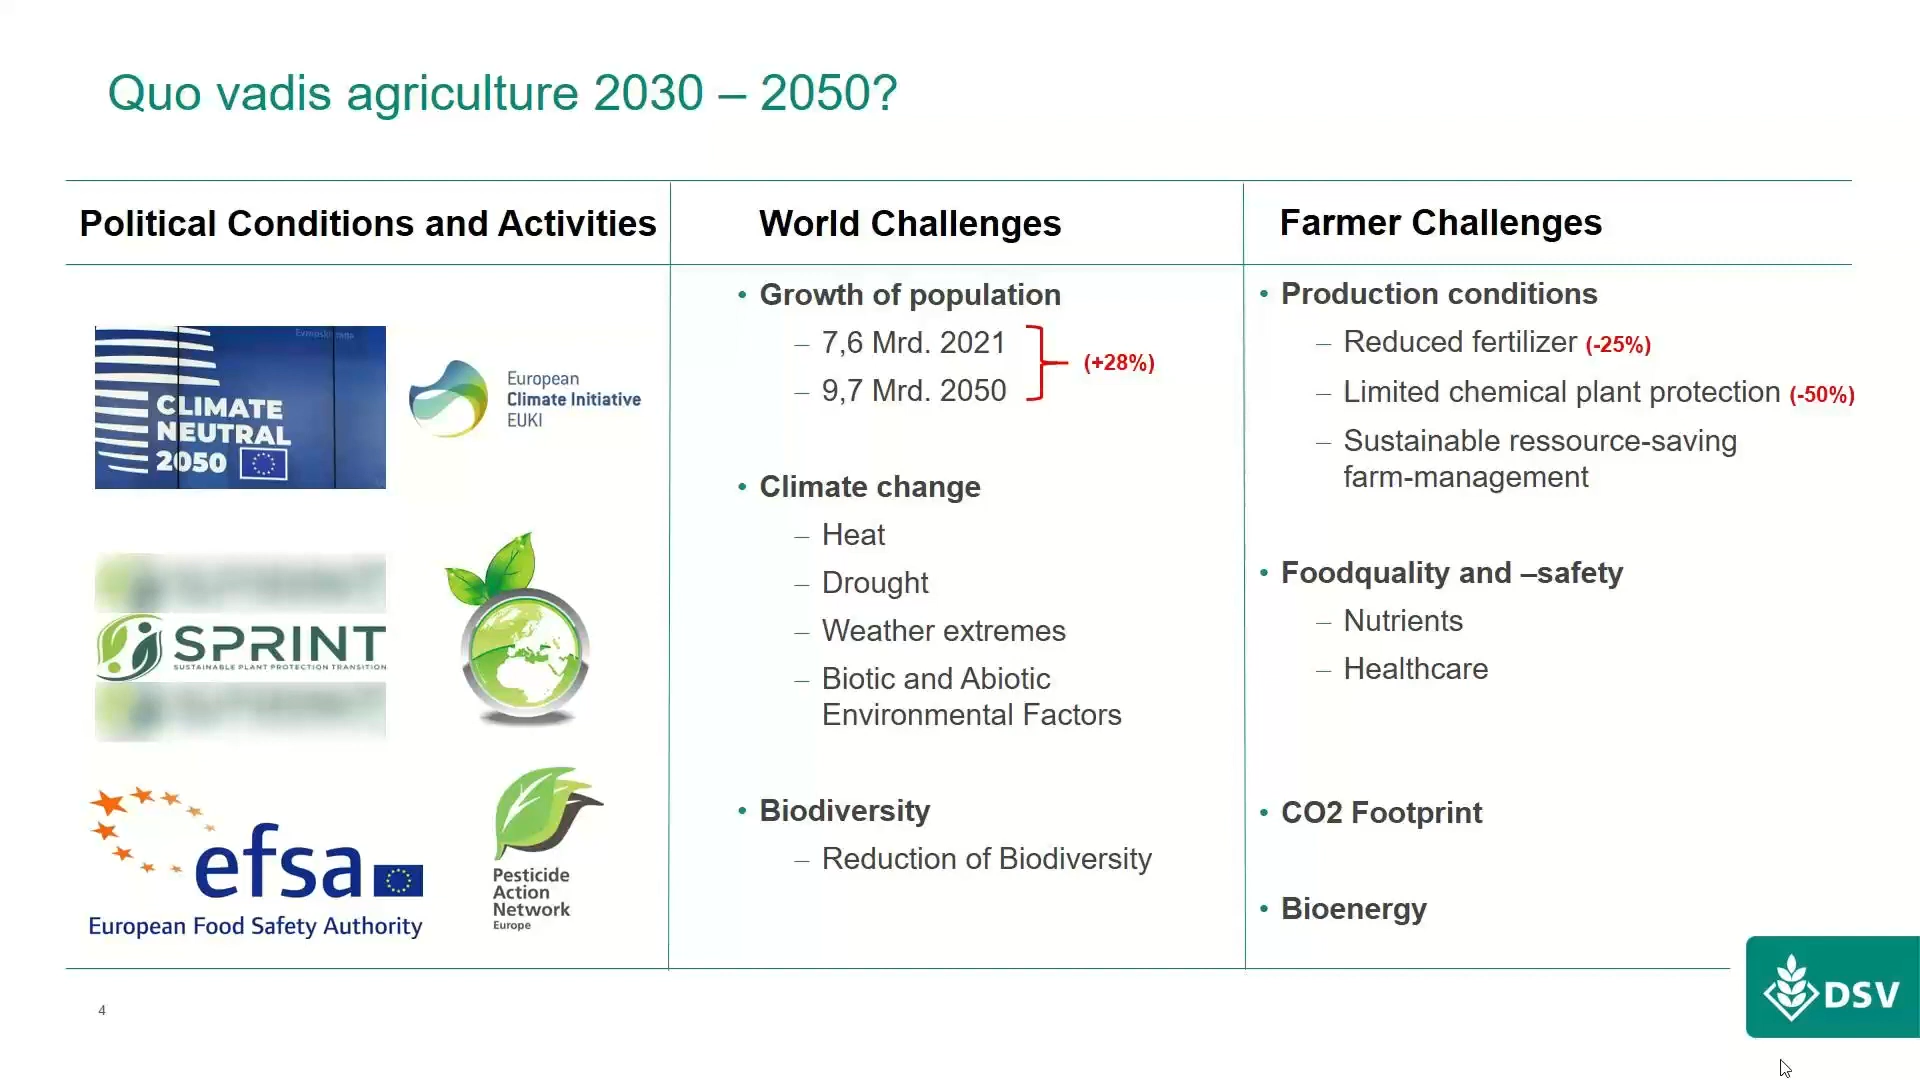 Quo vadis agriculture 2030 – 2050?
Political Conditions and Activities
World Challenges
Farmer Challenges
CLIMATE
NEUTRAL
2050
European
Climate Initiative
EUKI
SPRINT
SUSTAINABLE PLANT PROTECTION TRANSITION
efsa
European Food Safety Authority
Pesticide
Action
Network
Europe
• Growth of population
– 7,6 Mrd. 2021
– 9,7 Mrd. 2050
(+28%)
• Climate change
– Heat
– Drought
– Weather extremes
– Biotic and Abiotic
Environmental Factors
• Biodiversity
– Reduction of Biodiversity
• Production conditions
– Reduced fertilizer (-25%)
– Limited chemical plant protection (-50%)
– Sustainable ressource-saving
farm-management
• Foodquality and –safety
– Nutrients
– Healthcare
• CO2 Footprint
• Bioenergy
4
DSV